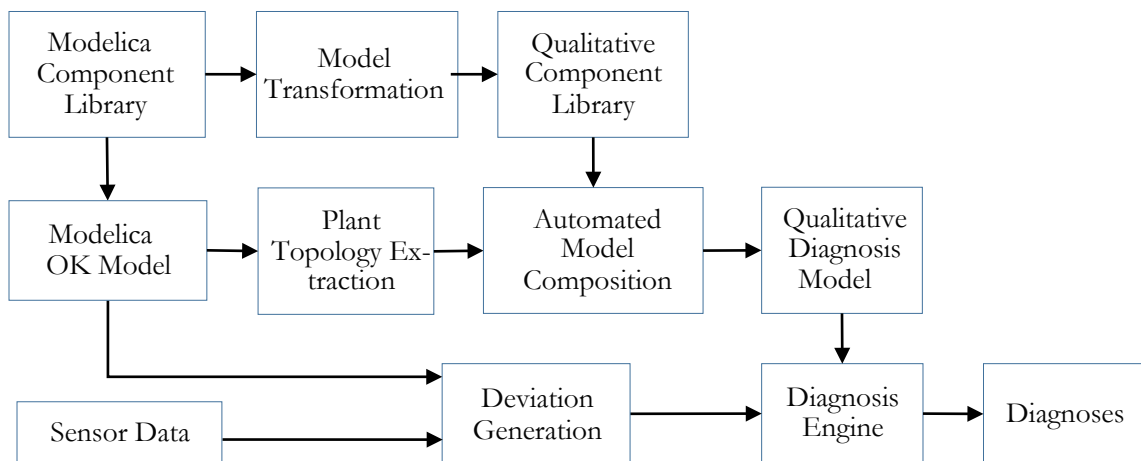 Modelica
Component
Library
Model
Transformation
Qualitative
Component
Library
Modelica
OK Model
Plant
Topology Ex-
traction
Automated
Model
Composition
Qualitative
Diagnosis
Model
Sensor Data
Deviation
Generation
Diagnosis
Engine
Diagnoses